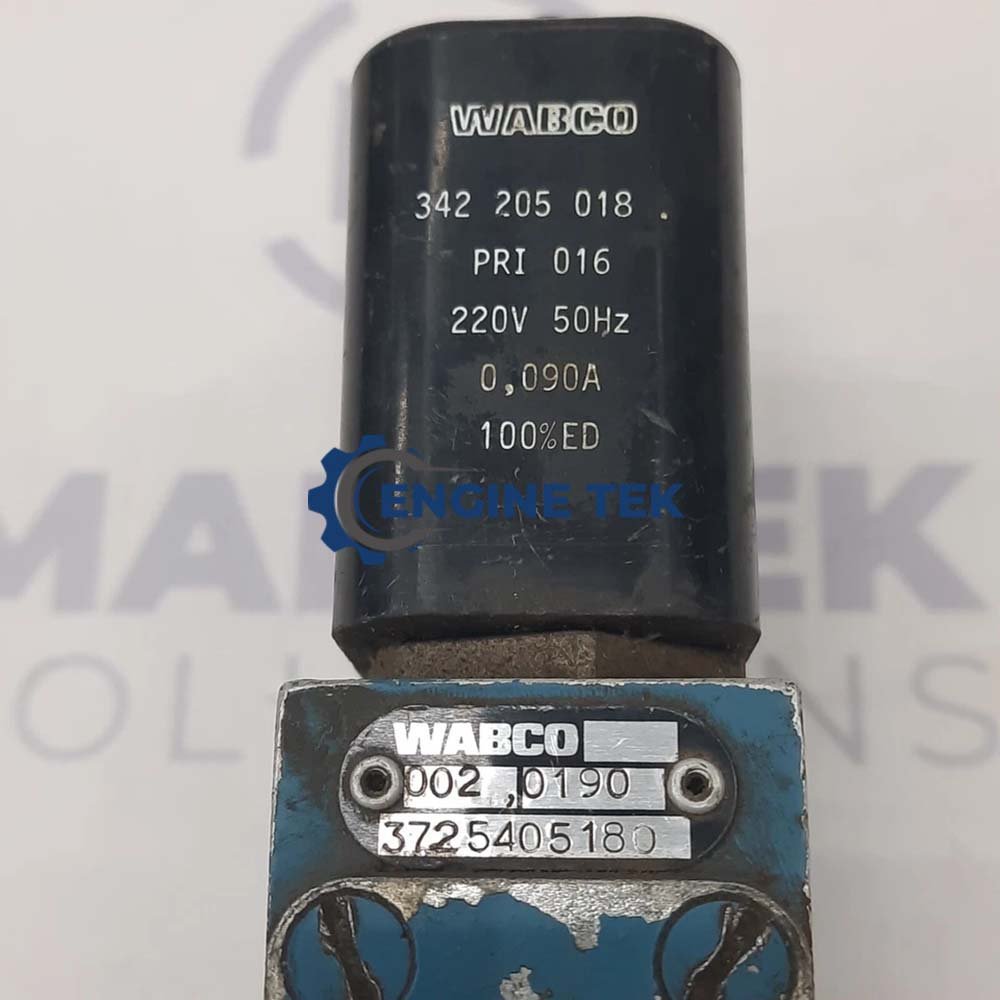 WABCO
342 205 018 .
PRI 016
220V 50Hz
0,090A
100%ED
ENGINE TEK
WABCO
002 , 0190
3725405180